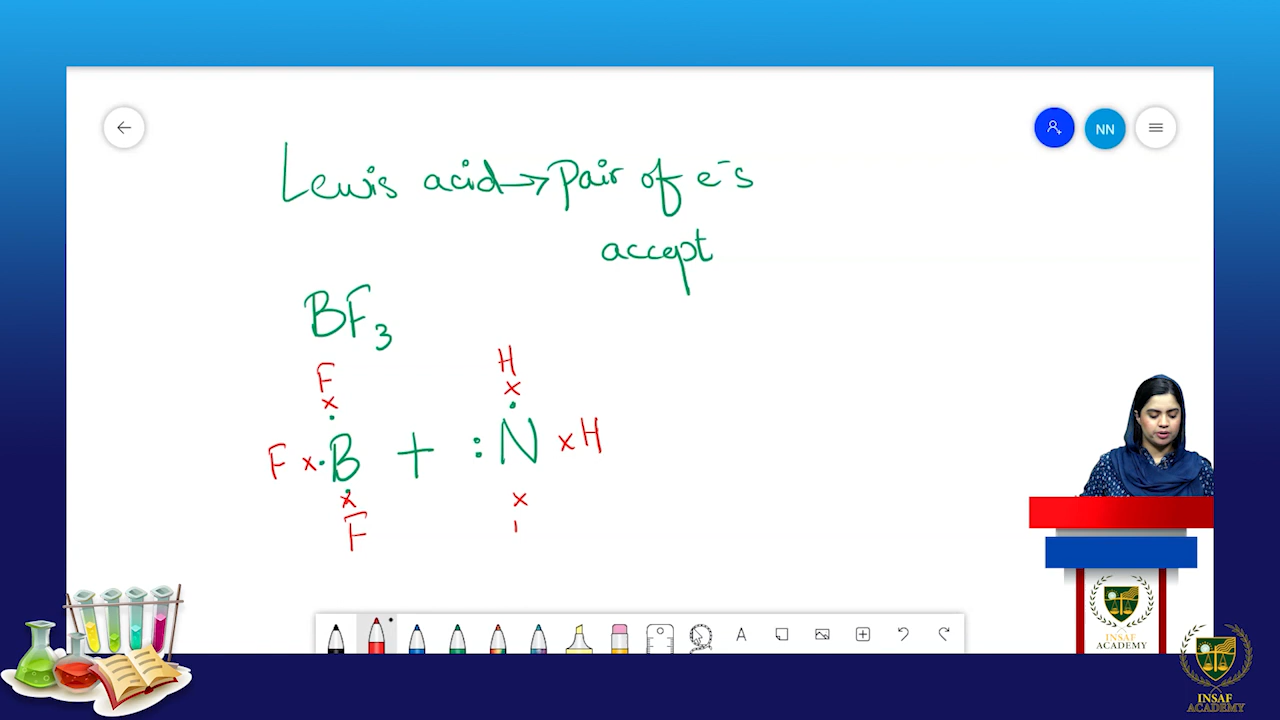 NN
Lewis acid → Pair of e⁻s
accept
BF₃
F
x
·
F x · B + : N x H
·
x
F
H
x
·
x
A
INSAF
ACADEMY
INSAF
ACADEMY